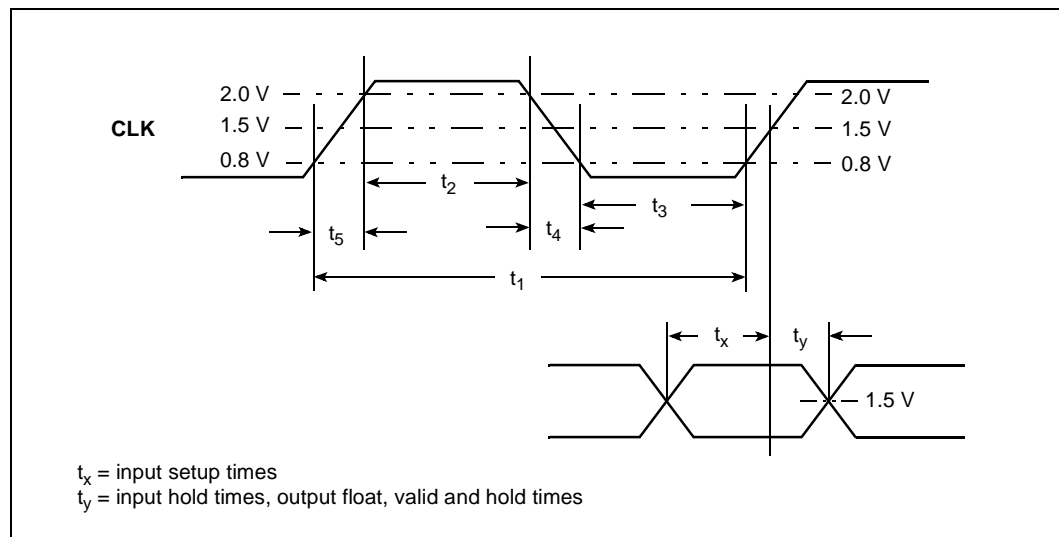 2.0 V
2.0 V
CLK
1.5 V
1.5 V
0.8 V
0.8 V
t2
t3
t5
t4
t1
tx
ty
1.5 V
tx = input setup times
ty = input hold times, output float, valid and hold times